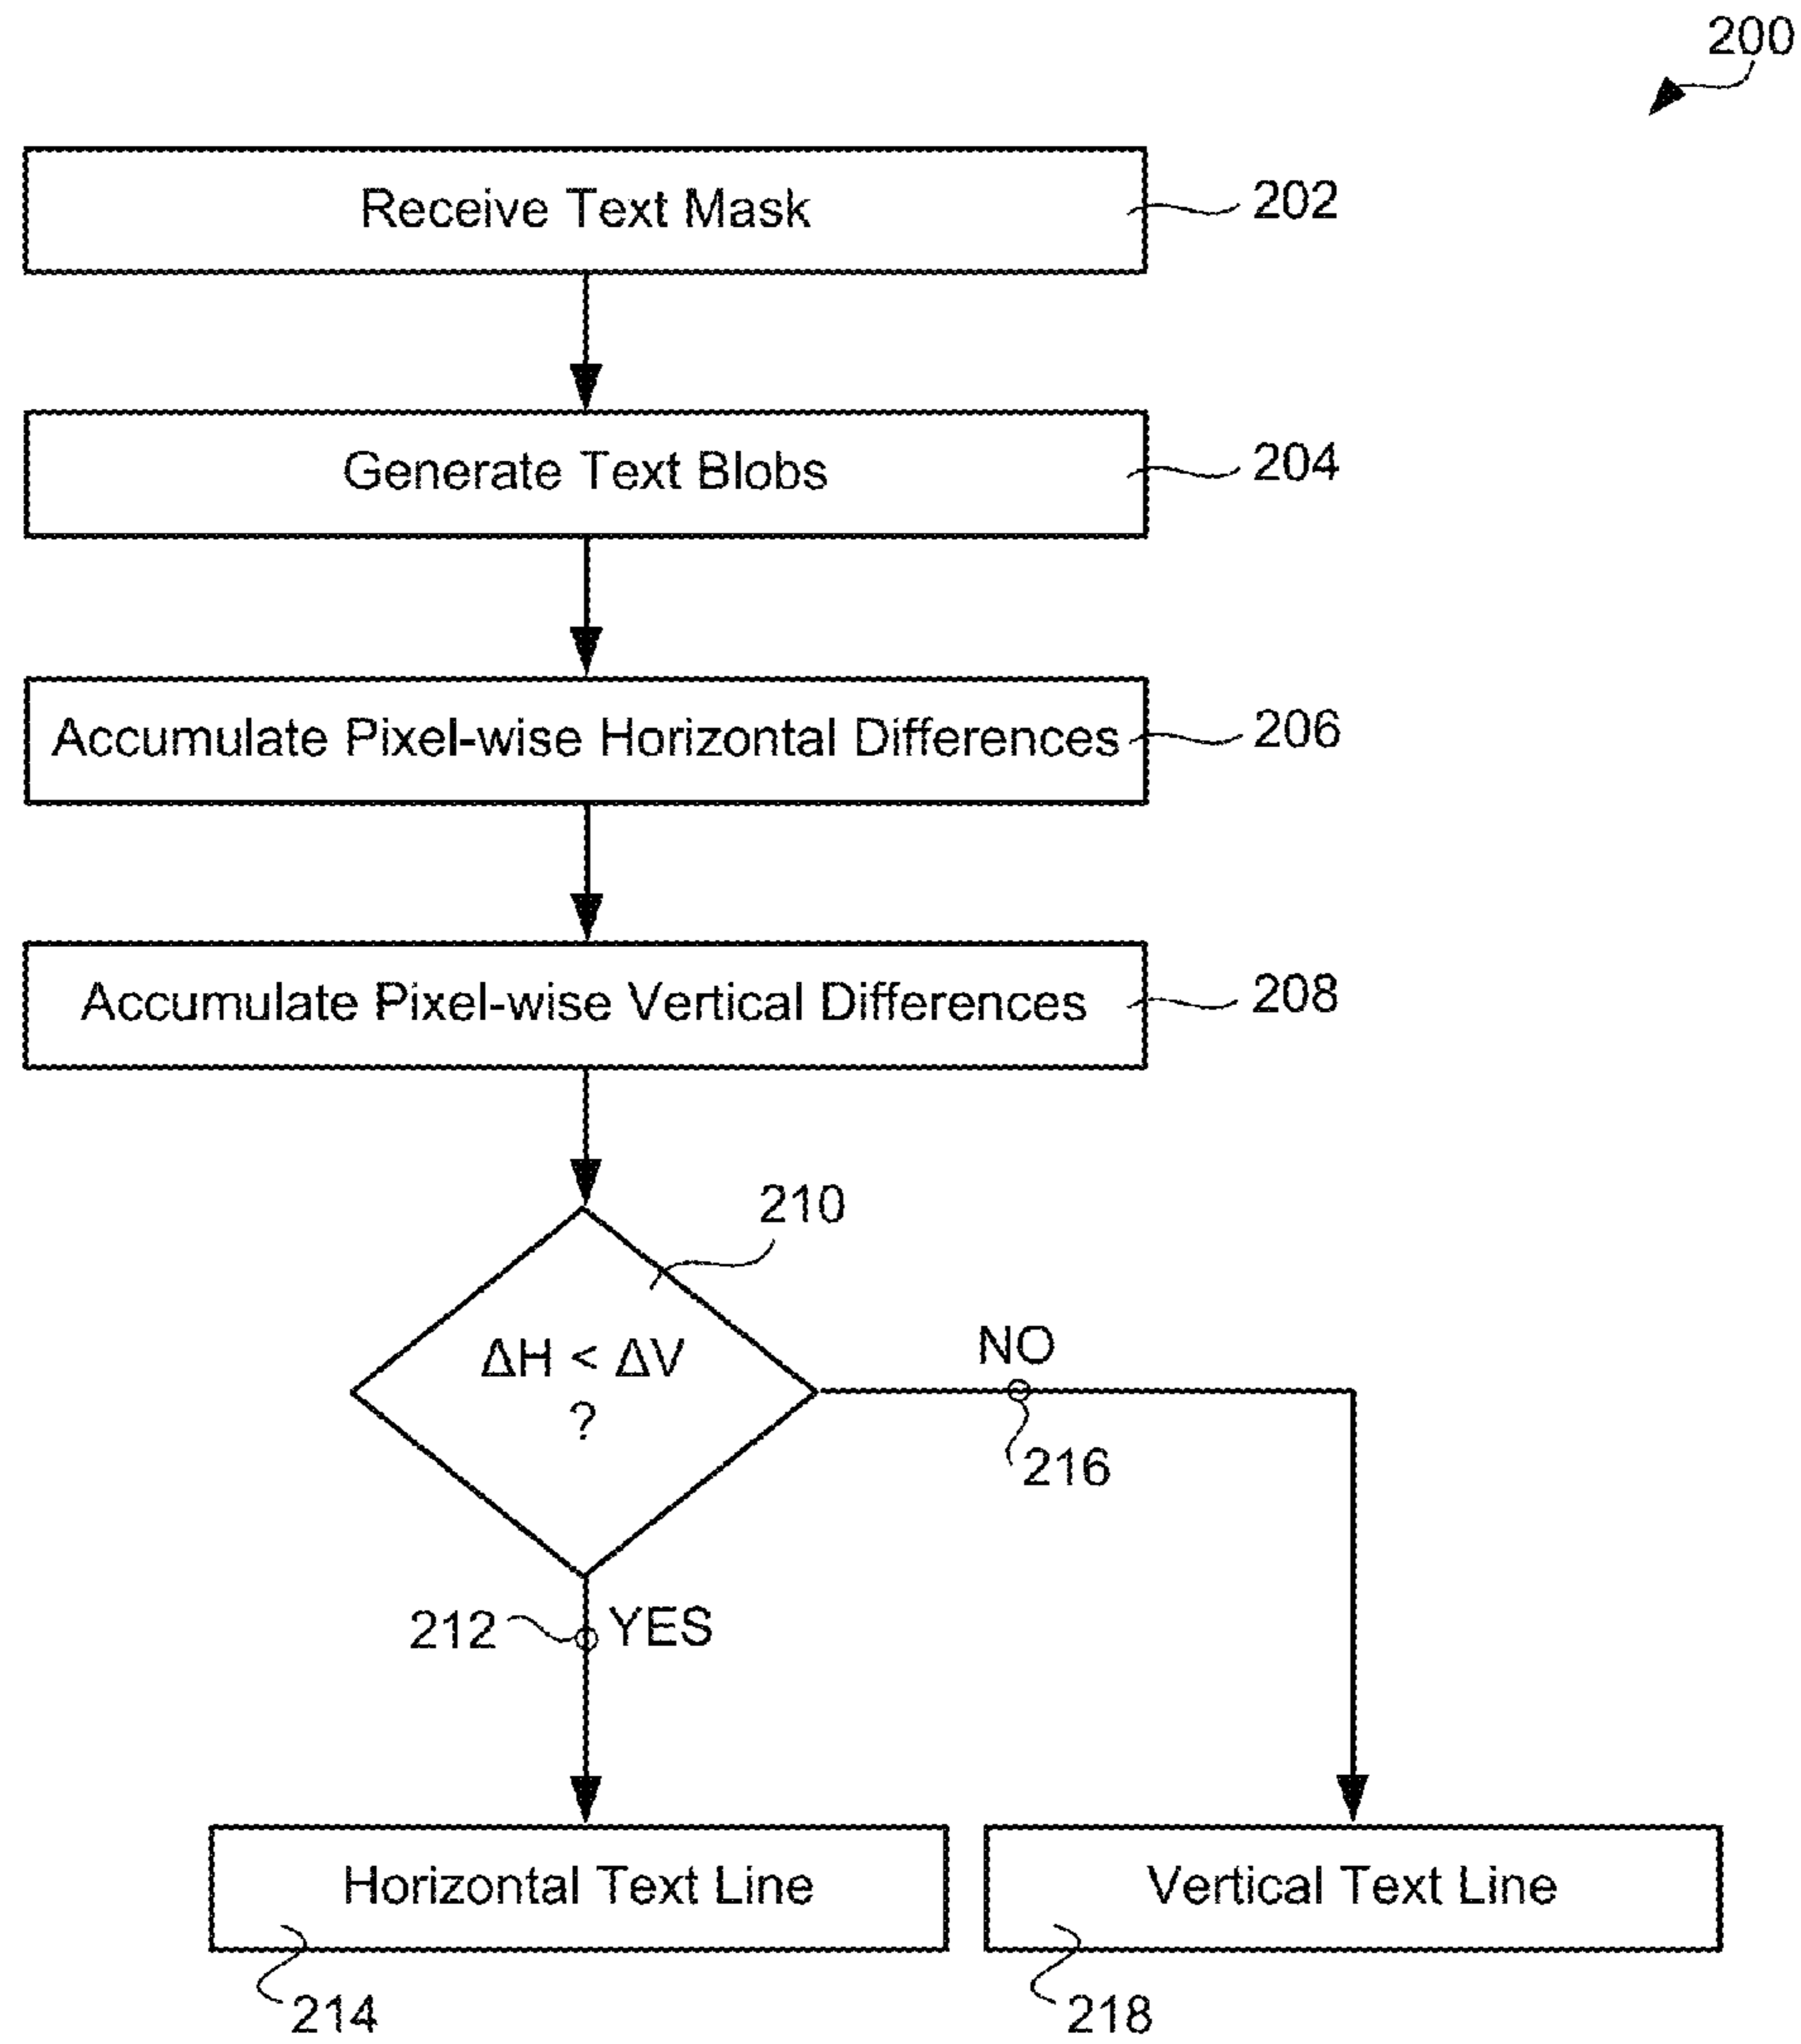 200
Receive Text Mask
202
Generate Text Blobs
204
Accumulate Pixel-wise Horizontal Differences
206
Accumulate Pixel-wise Vertical Differences
208
210
ΔH < ΔV
?
NO
216
212
YES
Horizontal Text Line
Vertical Text Line
214
218